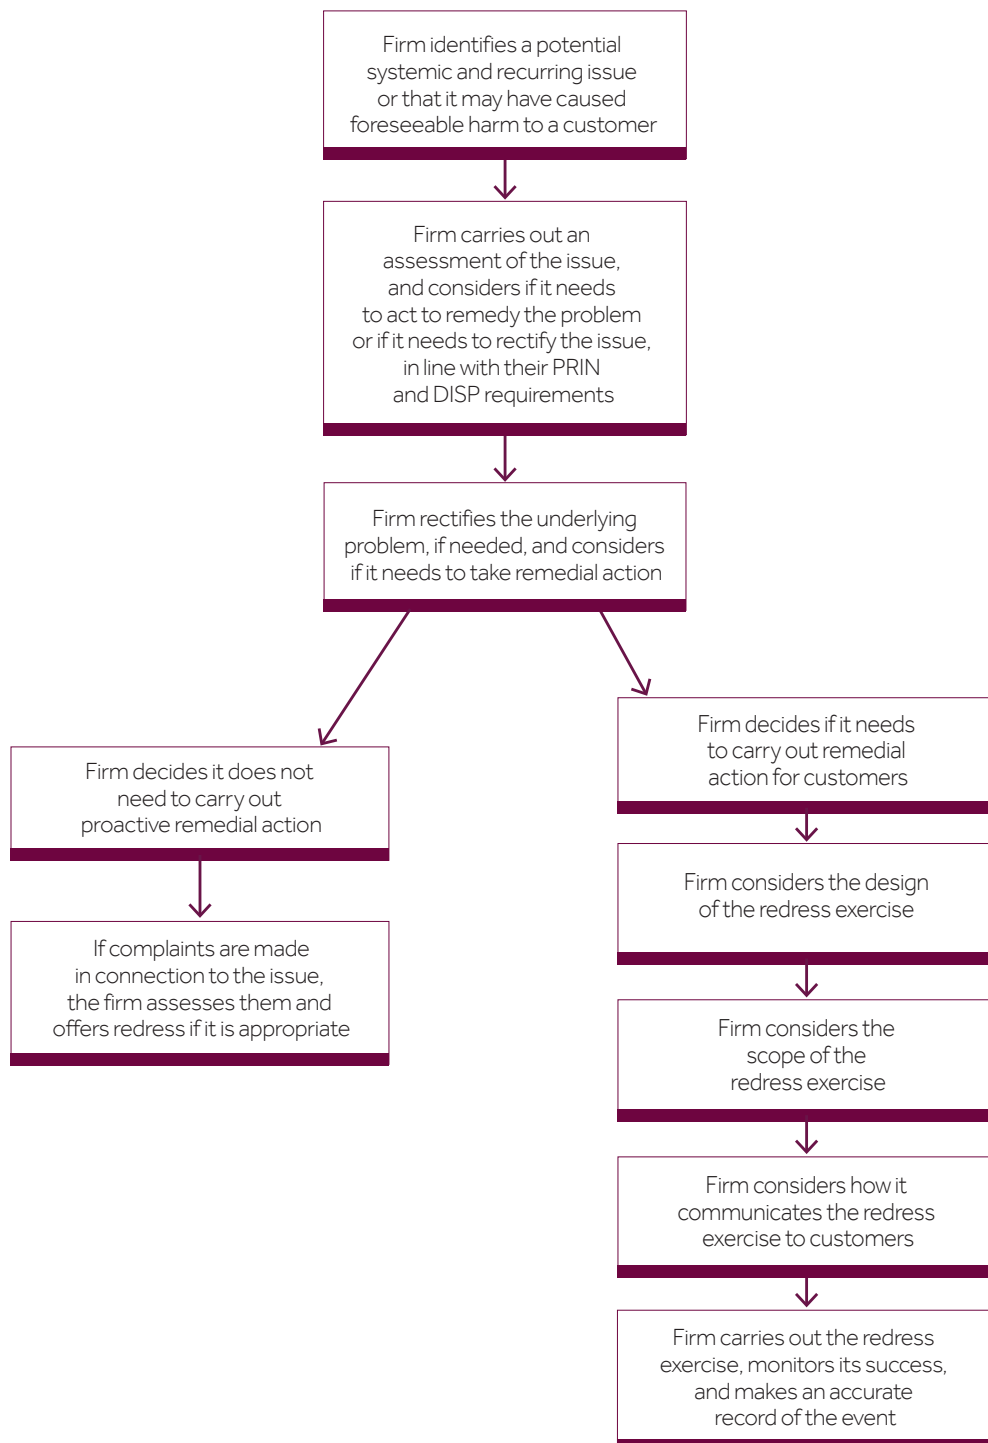 Firm identifies a potential
systemic and recurring issue
or that it may have caused
foreseeable harm to a customer
Firm carries out an
assessment of the issue,
and considers if it needs
to act to remedy the problem
or if it needs to rectify the issue,
in line with their PRIN
and DISP requirements
Firm rectifies the underlying
problem, if needed, and considers
if it needs to take remedial action
Firm decides it does not
need to carry out
proactive remedial action
If complaints are made
in connection to the issue,
the firm assesses them and
offers redress if it is appropriate
Firm decides if it needs
to carry out remedial
action for customers
Firm considers the design
of the redress exercise
Firm considers the
scope of the
redress exercise
Firm considers how it
communicates the redress
exercise to customers
Firm carries out the redress
exercise, monitors its success,
and makes an accurate
record of the event